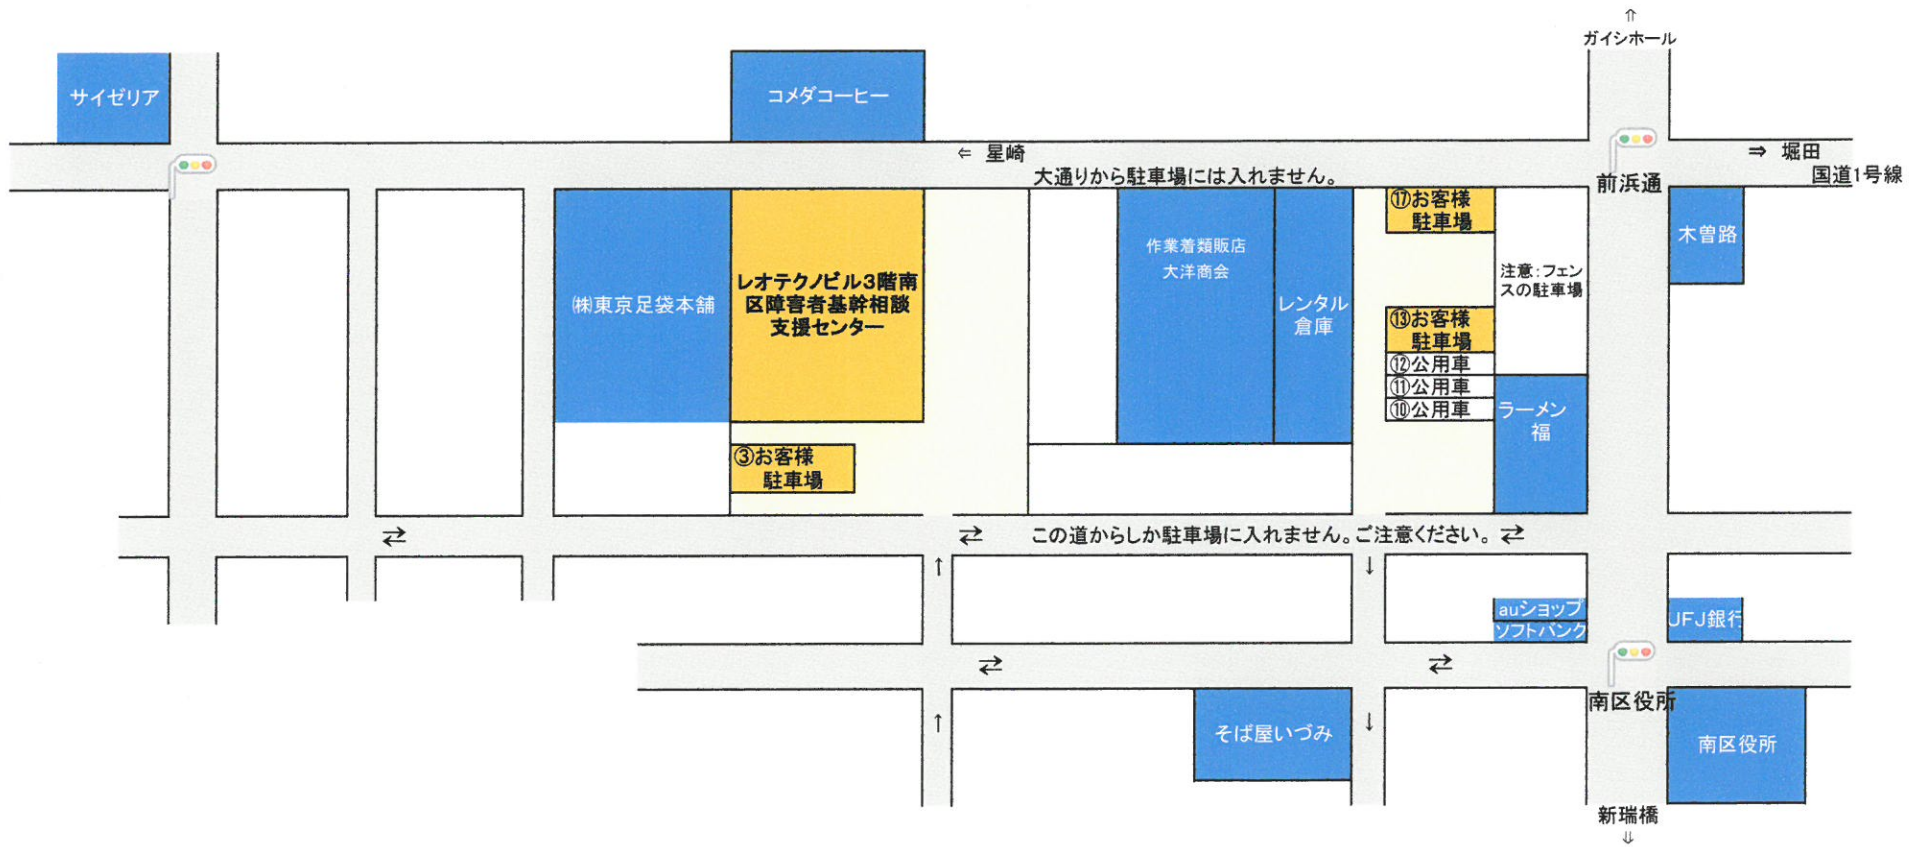 ⇑
ガイシホール
サイゼリア
コメダコーヒー
⇐ 星崎
⇒ 堀田
大通りから駐車場には入れません。
国道1号線
前浜通
⑰お客様
駐車場
木曽路
作業着類販店
大洋商会
注意:フェン
スの駐車場
レオテクノビル3階南
区障害者基幹相談
支援センター
㈱東京足袋本舗
レンタル
倉庫
⑬お客様
駐車場
⑫公用車
⑪公用車
⑩公用車
ラーメン
福
③お客様
駐車場
⇄
⇄
この道からしか駐車場に入れません。ご注意ください。 ⇄
↑
↓
auショップ
ソフトバンク
UFJ銀行
⇄
⇄
南区役所
↑
↓
そば屋いづみ
南区役所
新瑞橋
⇓